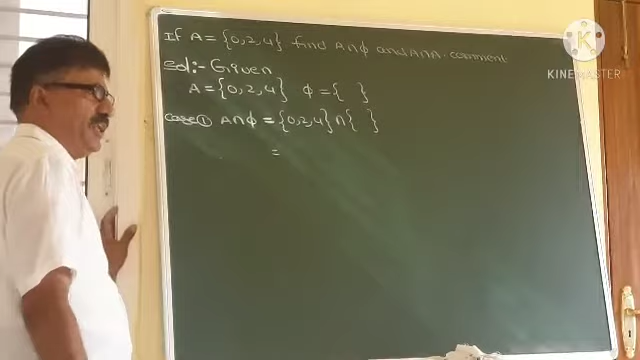 If A = {0,2,4} find A∩φ and A∩A. comment
Sol:- Given
A = {0,2,4} φ = { }
Case① A∩φ = {0,2,4} ∩ { }
=
K
KINEMASTER